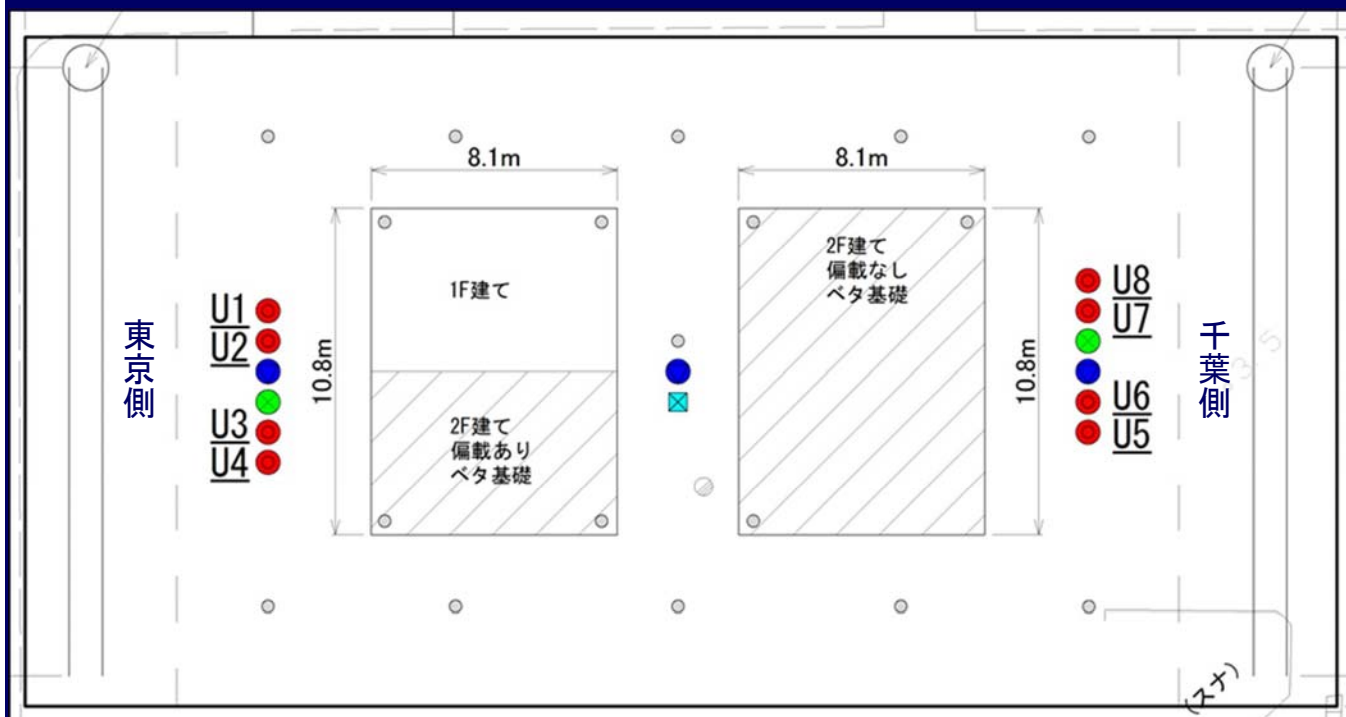 8.1m
8.1m
10.8m
1F建て
2F建て
偏載あり
ベタ基礎
2F建て
偏載なし
ベタ基礎
10.8m
東京側
U1
U2
U3
U4
U8
U7
U6
U5
千葉側
3.5
(スナ)